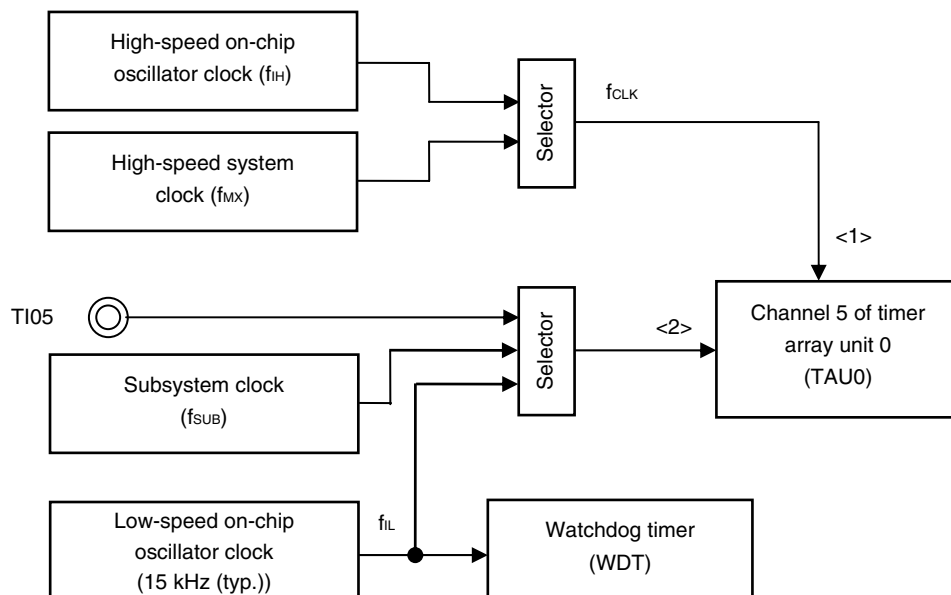 High-speed on-chip
oscillator clock (fIH)
Selector
fCLK
High-speed system
clock (fMX)
<1>
TI05
Selector
<2>
Channel 5 of timer
array unit 0
(TAU0)
Subsystem clock
(fSUB)
Low-speed on-chip
oscillator clock
(15 kHz (typ.))
fIL
Watchdog timer
(WDT)